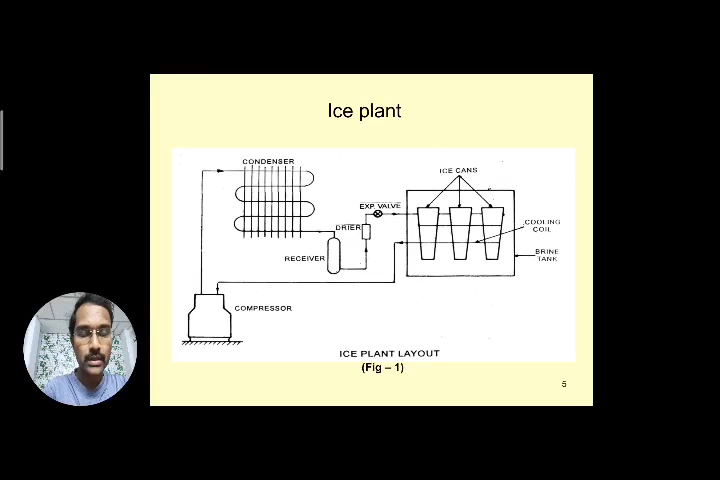 Ice plant
CONDENSER
ICE CANS
EXP. VALVE
DRIER
COOLING
COIL
RECEIVER
BRINE
TANK
COMPRESSOR
ICE PLANT LAYOUT
(Fig – 1)
5